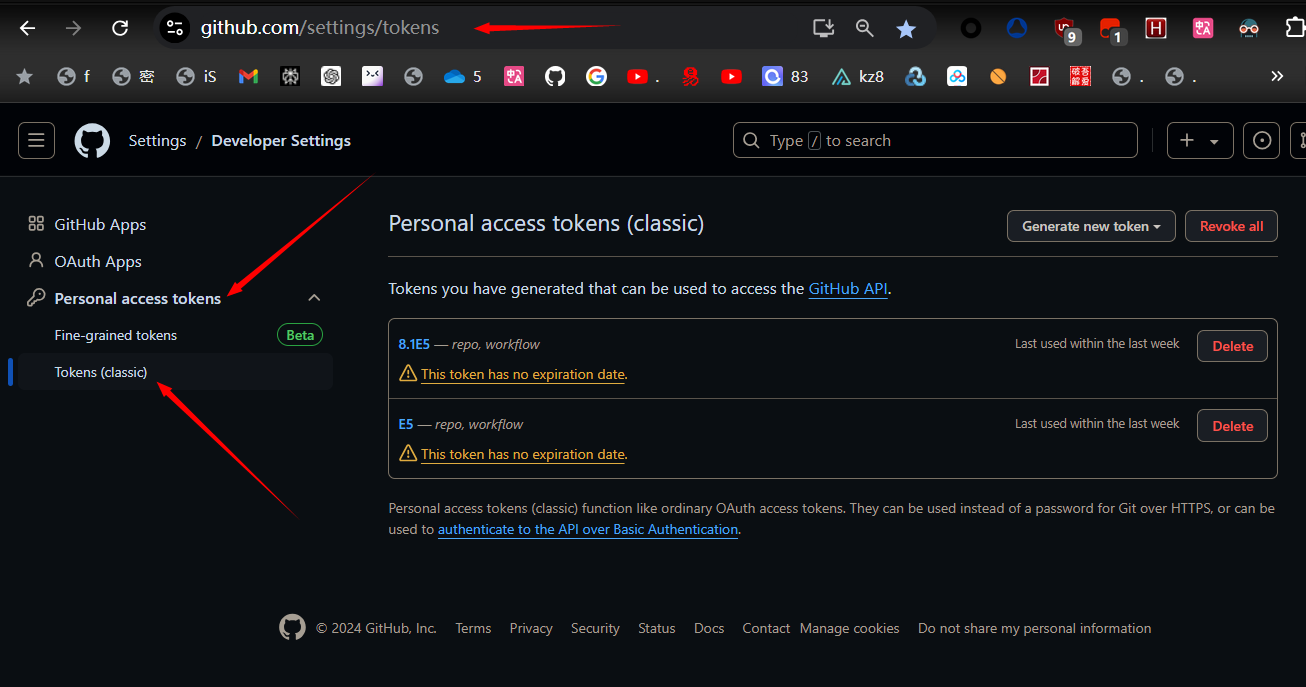 github.com/settings/tokens
9
1
f
密
iS
5
中A
.
83
kz8
吾
破
爱
解
.
.
Settings / Developer Settings
Type / to search
GitHub Apps
OAuth Apps
Personal access tokens
Fine-grained tokens
Beta
Tokens (classic)
Personal access tokens (classic)
Generate new token
Revoke all
Tokens you have generated that can be used to access the GitHub API.
8.1E5 — repo, workflow
Last used within the last week
Delete
This token has no expiration date.
E5 — repo, workflow
Last used within the last week
Delete
This token has no expiration date.
Personal access tokens (classic) function like ordinary OAuth access tokens. They can be used instead of a password for Git over HTTPS, or can be
used to authenticate to the API over Basic Authentication.
© 2024 GitHub, Inc. Terms Privacy Security Status Docs Contact Manage cookies Do not share my personal information